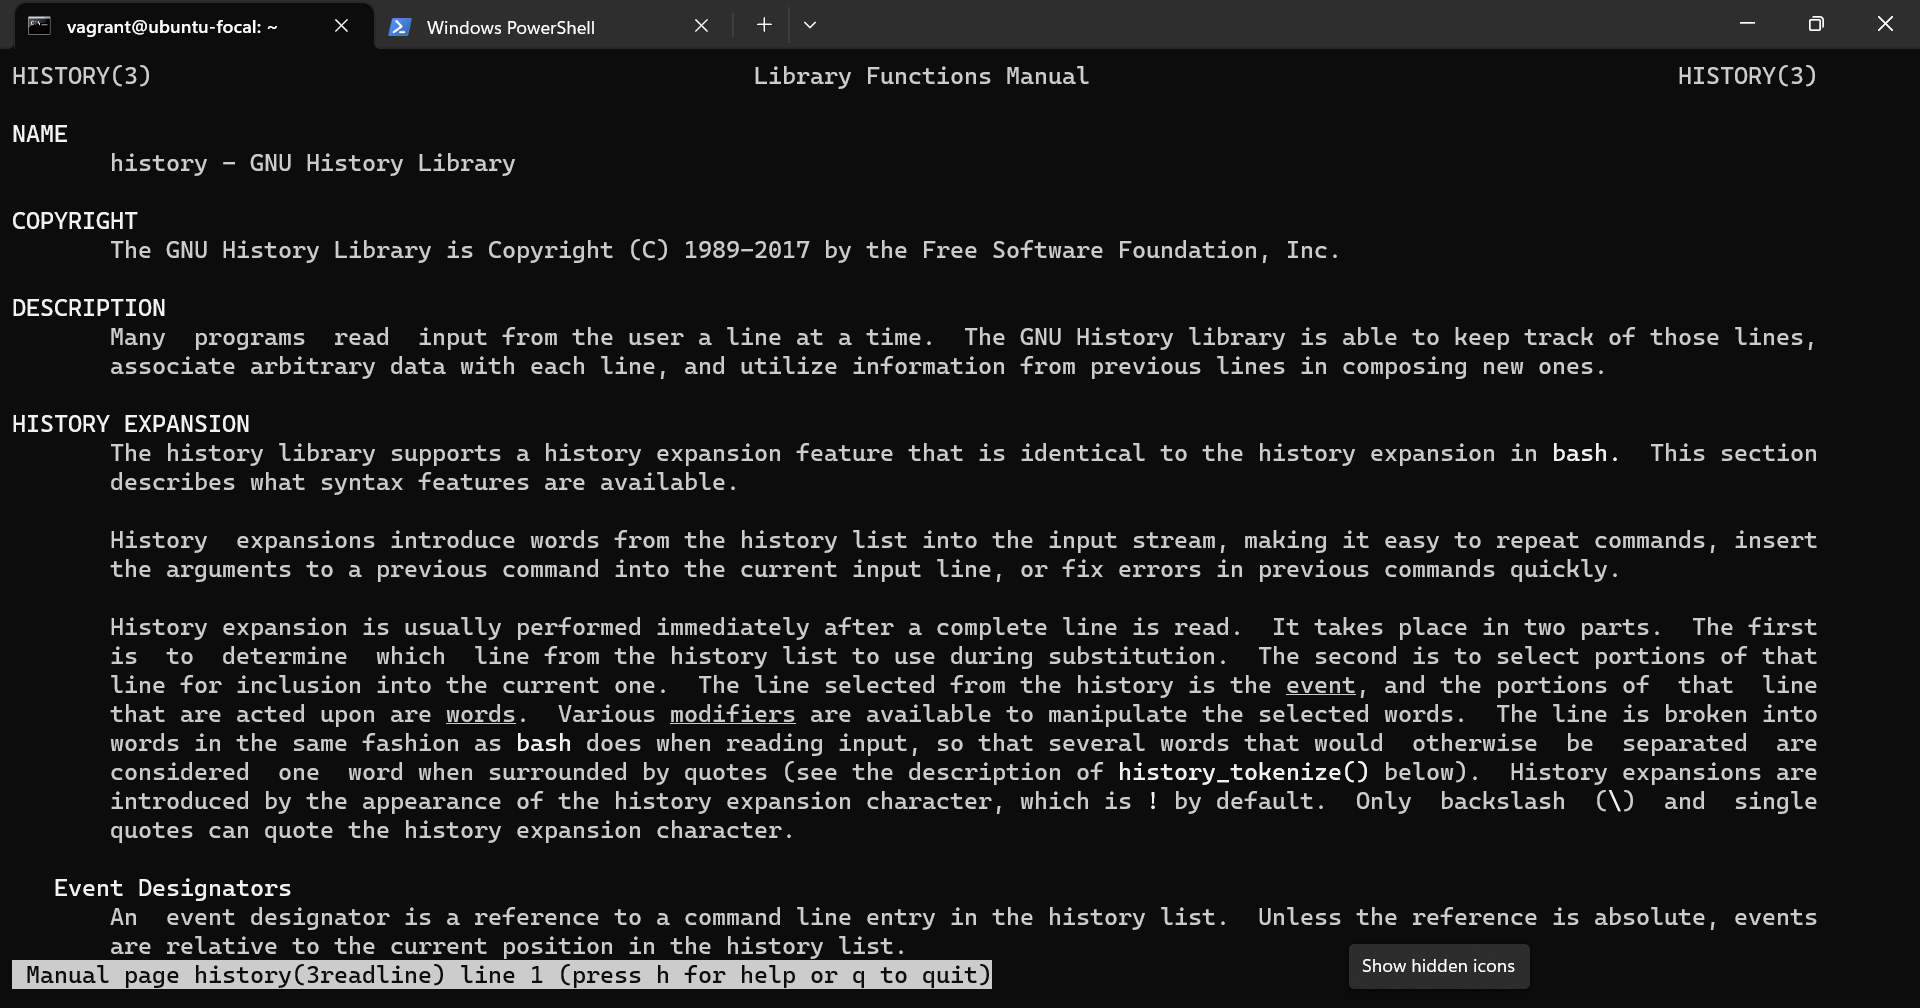 vagrant@ubuntu-focal: ~
Windows PowerShell
HISTORY(3) Library Functions Manual HISTORY(3)
NAME
history - GNU History Library
COPYRIGHT
The GNU History Library is Copyright (C) 1989-2017 by the Free Software Foundation, Inc.
DESCRIPTION
Many programs read input from the user a line at a time. The GNU History library is able to keep track of those lines,
associate arbitrary data with each line, and utilize information from previous lines in composing new ones.
HISTORY EXPANSION
The history library supports a history expansion feature that is identical to the history expansion in bash. This section
describes what syntax features are available.
History expansions introduce words from the history list into the input stream, making it easy to repeat commands, insert
the arguments to a previous command into the current input line, or fix errors in previous commands quickly.
History expansion is usually performed immediately after a complete line is read. It takes place in two parts. The first
is to determine which line from the history list to use during substitution. The second is to select portions of that
line for inclusion into the current one. The line selected from the history is the event, and the portions of that line
that are acted upon are words. Various modifiers are available to manipulate the selected words. The line is broken into
words in the same fashion as bash does when reading input, so that several words that would otherwise be separated are
considered one word when surrounded by quotes (see the description of history_tokenize() below). History expansions are
introduced by the appearance of the history expansion character, which is ! by default. Only backslash (\) and single
quotes can quote the history expansion character.
Event Designators
An event designator is a reference to a command line entry in the history list. Unless the reference is absolute, events
are relative to the current position in the history list.
Manual page history(3readline) line 1 (press h for help or q to quit)
Show hidden icons